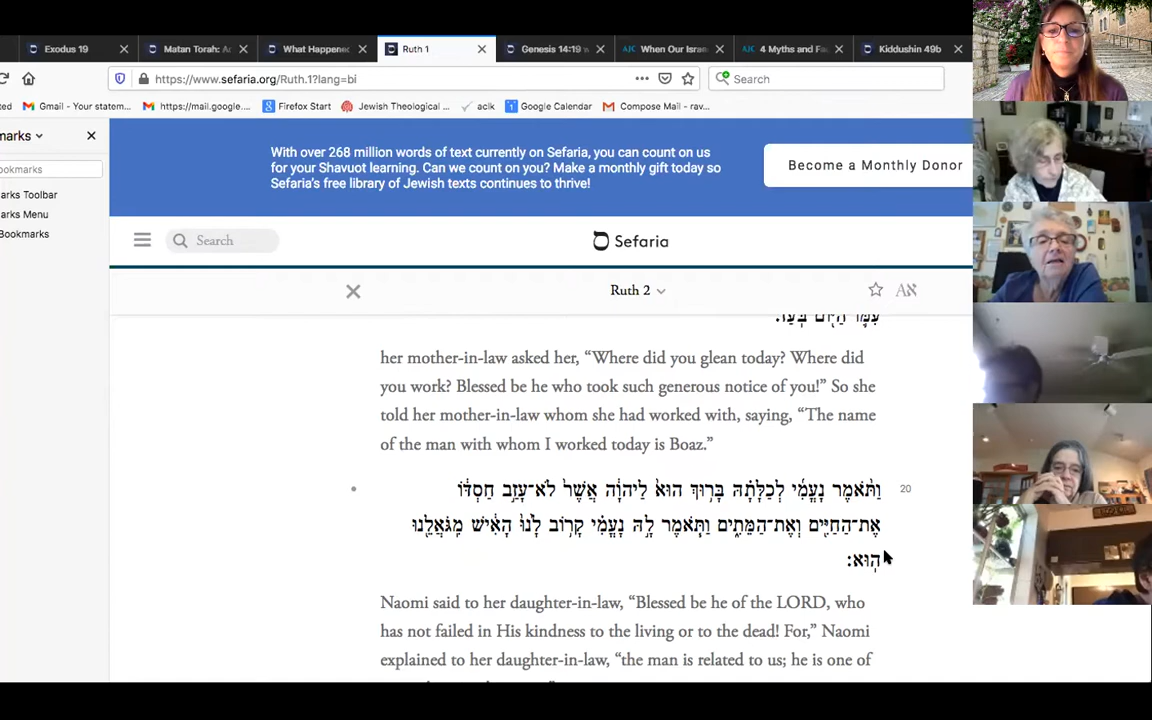 Exodus 19
Matan Torah: A
What Happened
Ruth 1
Genesis 14:19
When Our Isra
4 Myths and Fa
Kiddushin 49b
https://www.sefaria.org/Ruth.1?lang=bi
Search
Gmail - Your statem...
https://mail.google....
Firefox Start
Jewish Theological ...
aclk
Google Calendar
Compose Mail - rav...
marks
ookmarks
arks Toolbar
arks Menu
Bookmarks
With over 268 million words of text currently on Sefaria, you can count on us
for your Shavuot learning. Can we count on you? Make a monthly gift today so
Sefaria's free library of Jewish texts continues to thrive!
Become a Monthly Donor
Search
Sefaria
Ruth 2
עִמּ֛וֹ הַיּ֖וֹם בֹּֽעַז׃
her mother-in-law asked her, “Where did you glean today? Where did
you work? Blessed be he who took such generous notice of you!” So she
told her mother-in-law whom she had worked with, saying, “The name
of the man with whom I worked today is Boaz.”
וַתֹּ֨אמֶר נָעֳמִ֜י לְכַלָּתָ֗הּ בָּר֥וּךְ הוּא֙ לַיהוָ֔ה אֲשֶׁר֙ לֹא־עָזַ֣ב חַסְדּ֔וֹ 20
אֶת־הַחַיִּ֖ים וְאֶת־הַמֵּתִ֑ים וַתֹּ֧אמֶר לָ֣הּ נָעֳמִ֗י קָר֥וֹב לָ֙נוּ֙ הָאִ֔ישׁ מִֽגֹּאֲלֵ֖נוּ
הֽוּא׃
Naomi said to her daughter-in-law, “Blessed be he of the LORD, who
has not failed in His kindness to the living or to the dead! For,” Naomi
explained to her daughter-in-law, “the man is related to us; he is one of